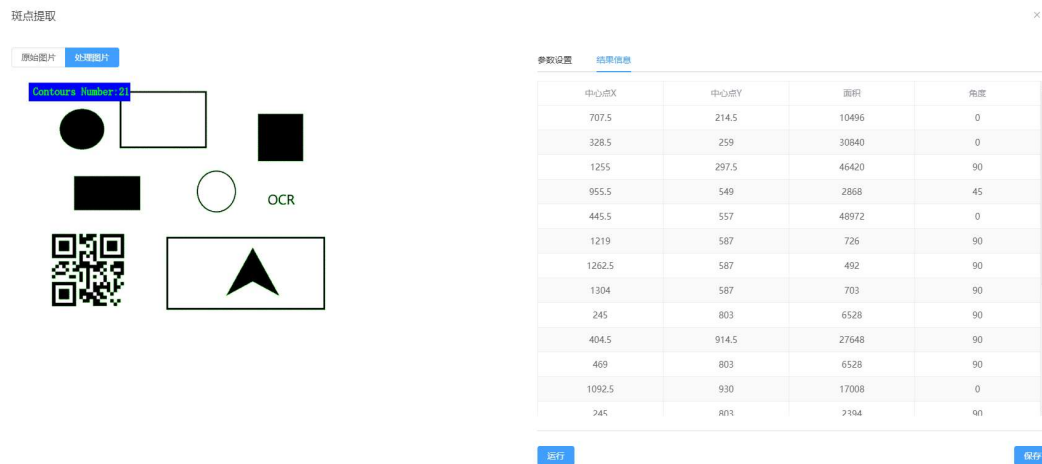 斑点提取
×
原始图片 处理图片
参数设置 结果信息
Contours Number:21
OCR
中心点X 中心点Y 面积 角度
707.5 214.5 10496 0
328.5 259 30840 0
1255 297.5 46420 90
955.5 549 2868 45
445.5 557 48972 0
1219 587 726 90
1262.5 587 492 90
1304 587 703 90
245 803 6528 90
404.5 914.5 27648 90
469 803 6528 90
1092.5 930 17008 0
245 803 2394 90
运行 保存